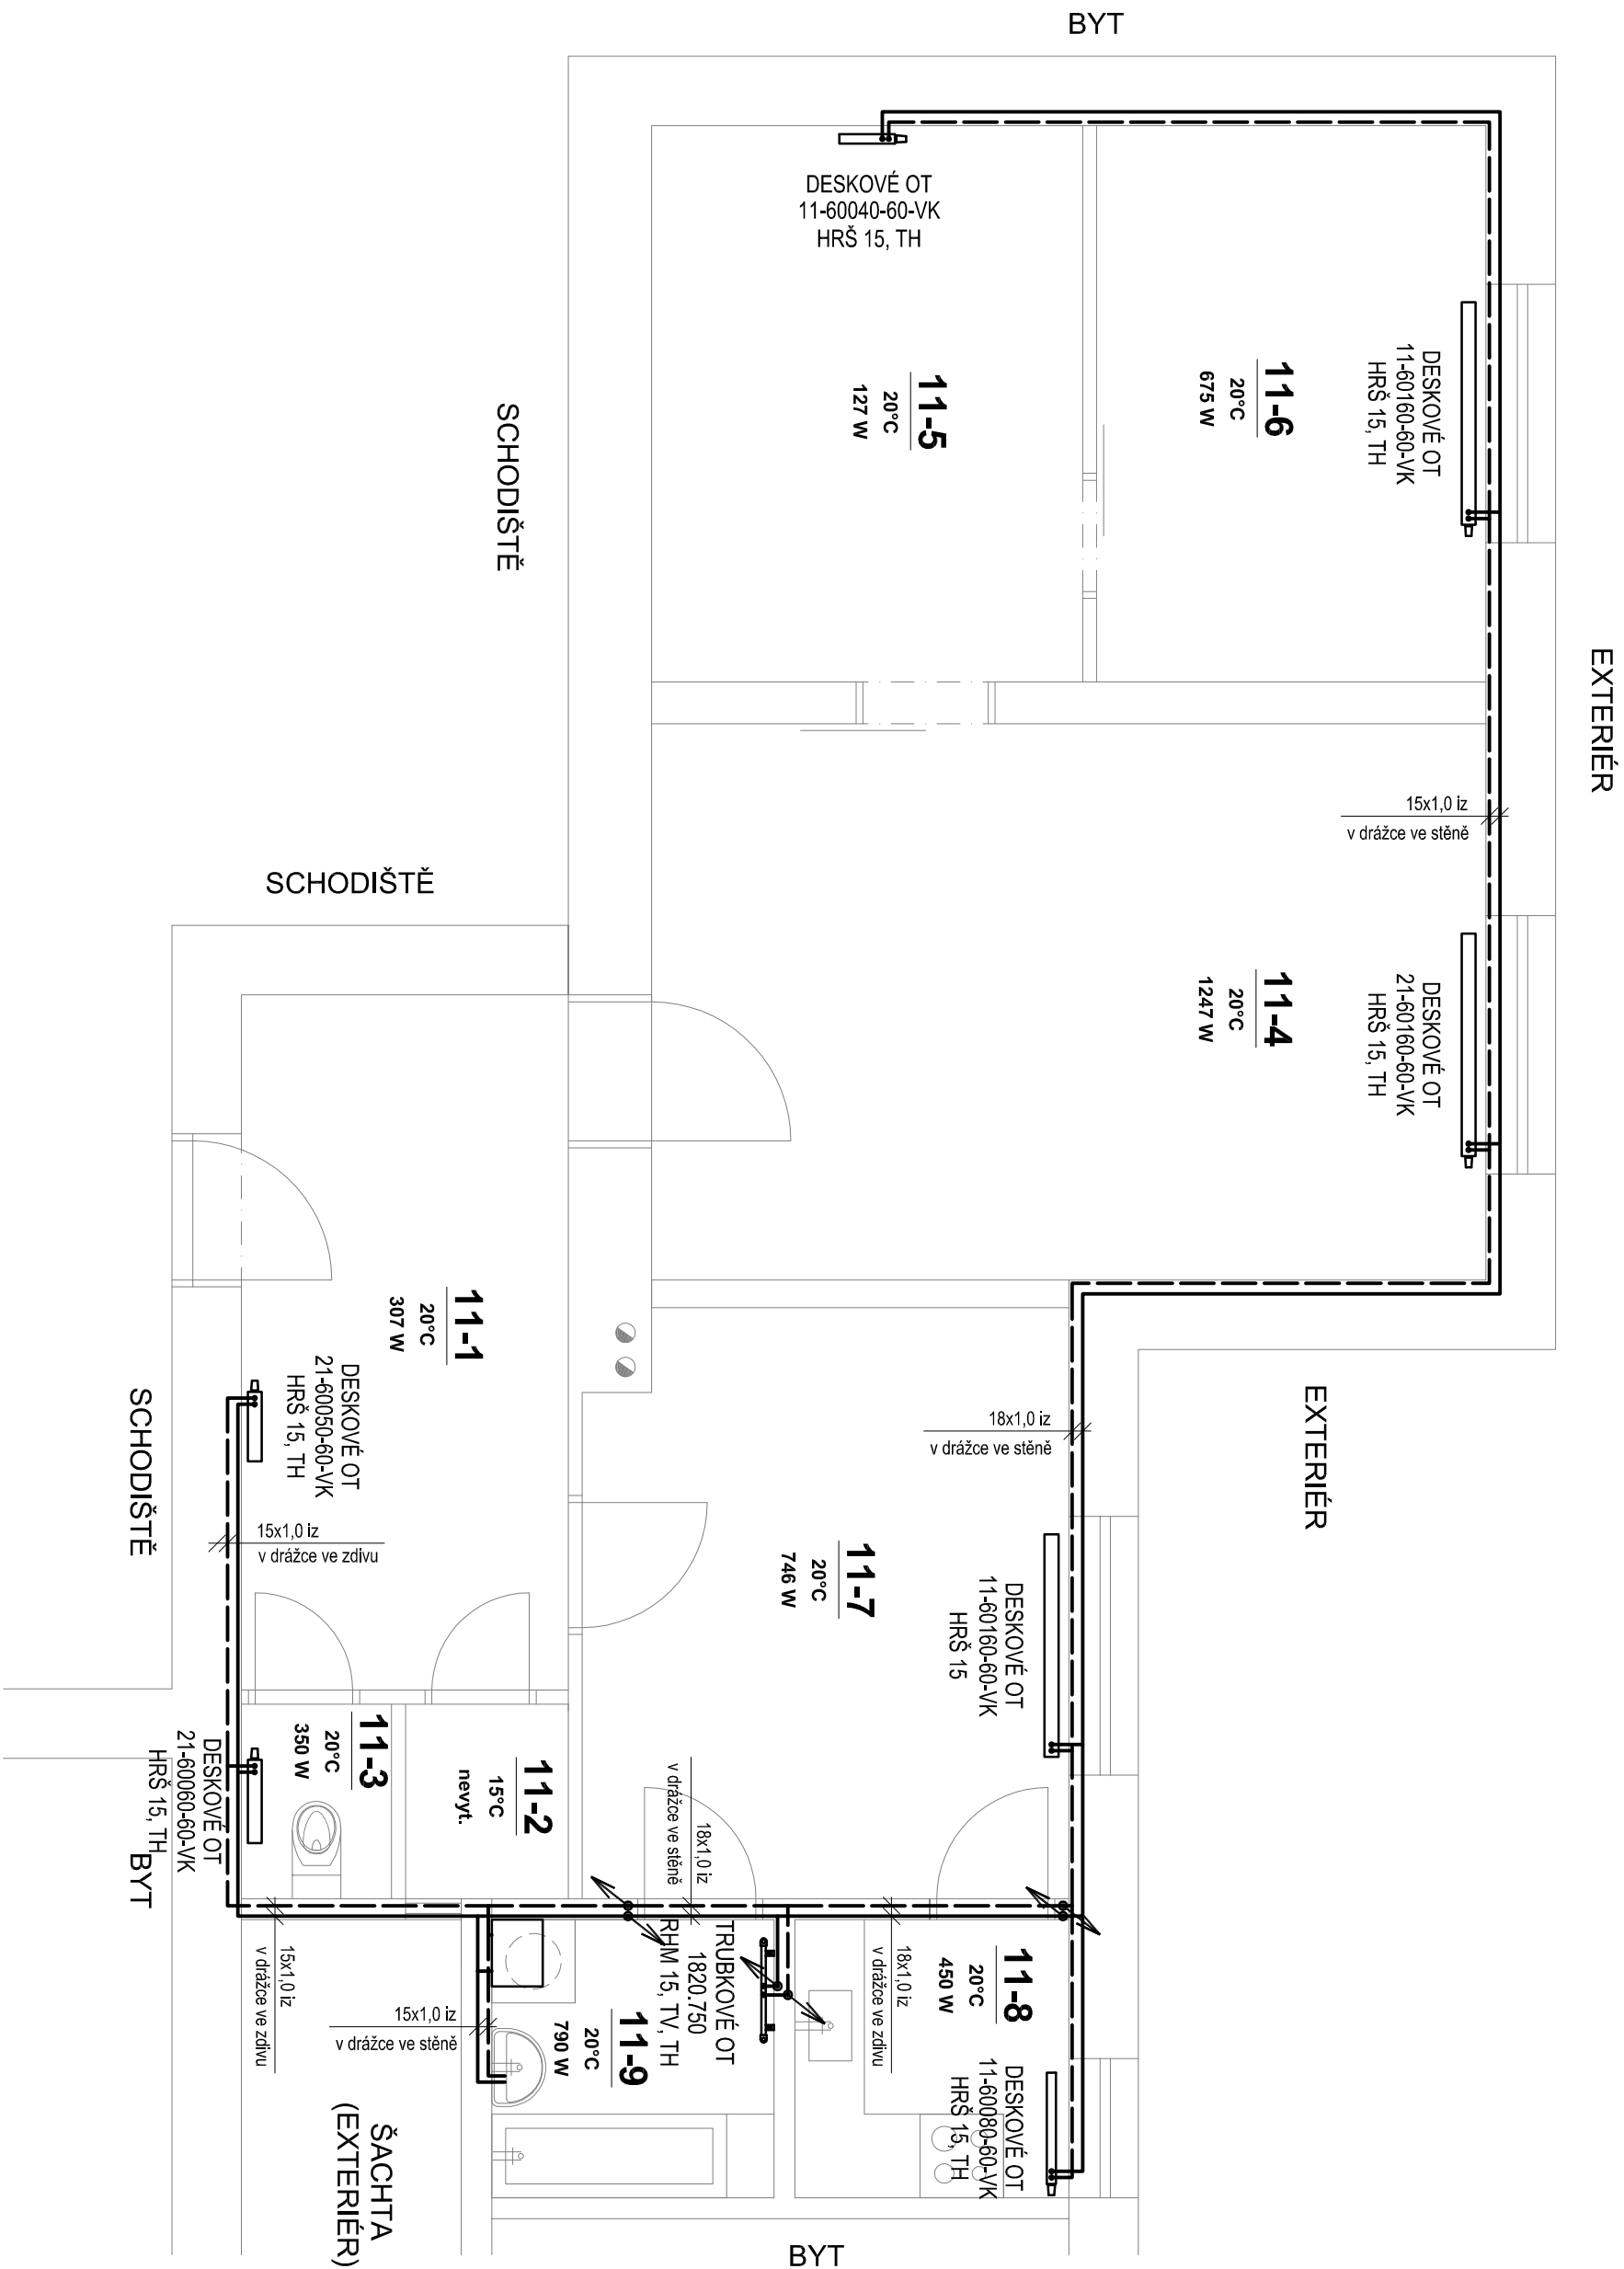 BYT
EXTERIÉR
DESKOVÉ OT
11-60040-60-VK
HRŠ 15, TH
DESKOVÉ OT
11-60160-60-VK
HRŠ 15, TH
11-6
20°C
675 W
11-5
20°C
127 W
SCHODIŠTĚ
15x1,0 iz
v drážce ve stěně
SCHODIŠTĚ
DESKOVÉ OT
21-60160-60-VK
HRŠ 15, TH
11-4
20°C
1247 W
EXTERIÉR
11-1
20°C
307 W
DESKOVÉ OT
21-60050-60-VK
HRŠ 15, TH
SCHODIŠTĚ
18x1,0 iz
v drážce ve stěně
15x1,0 iz
v drážce ve zdivu
11-7
20°C
746 W
DESKOVÉ OT
11-60160-60-VK
HRŠ 15
11-3
20°C
350 W
11-2
15°C
nevyt.
DESKOVÉ OT
21-60060-60-VK
HRŠ 15, TH
BYT
18x1,0 iz
v drážce ve stěně
15x1,0 iz
v drážce ve zdivu
18x1,0 iz
v drážce ve zdivu
TRUBKOVÉ OT
1820.750
RHM 15, TV, TH
11-8
20°C
450 W
11-9
20°C
790 W
15x1,0 iz
v drážce ve stěně
DESKOVÉ OT
11-60080-60-VK
HRŠ 15, TH
ŠACHTA
(EXTERIÉR)
BYT